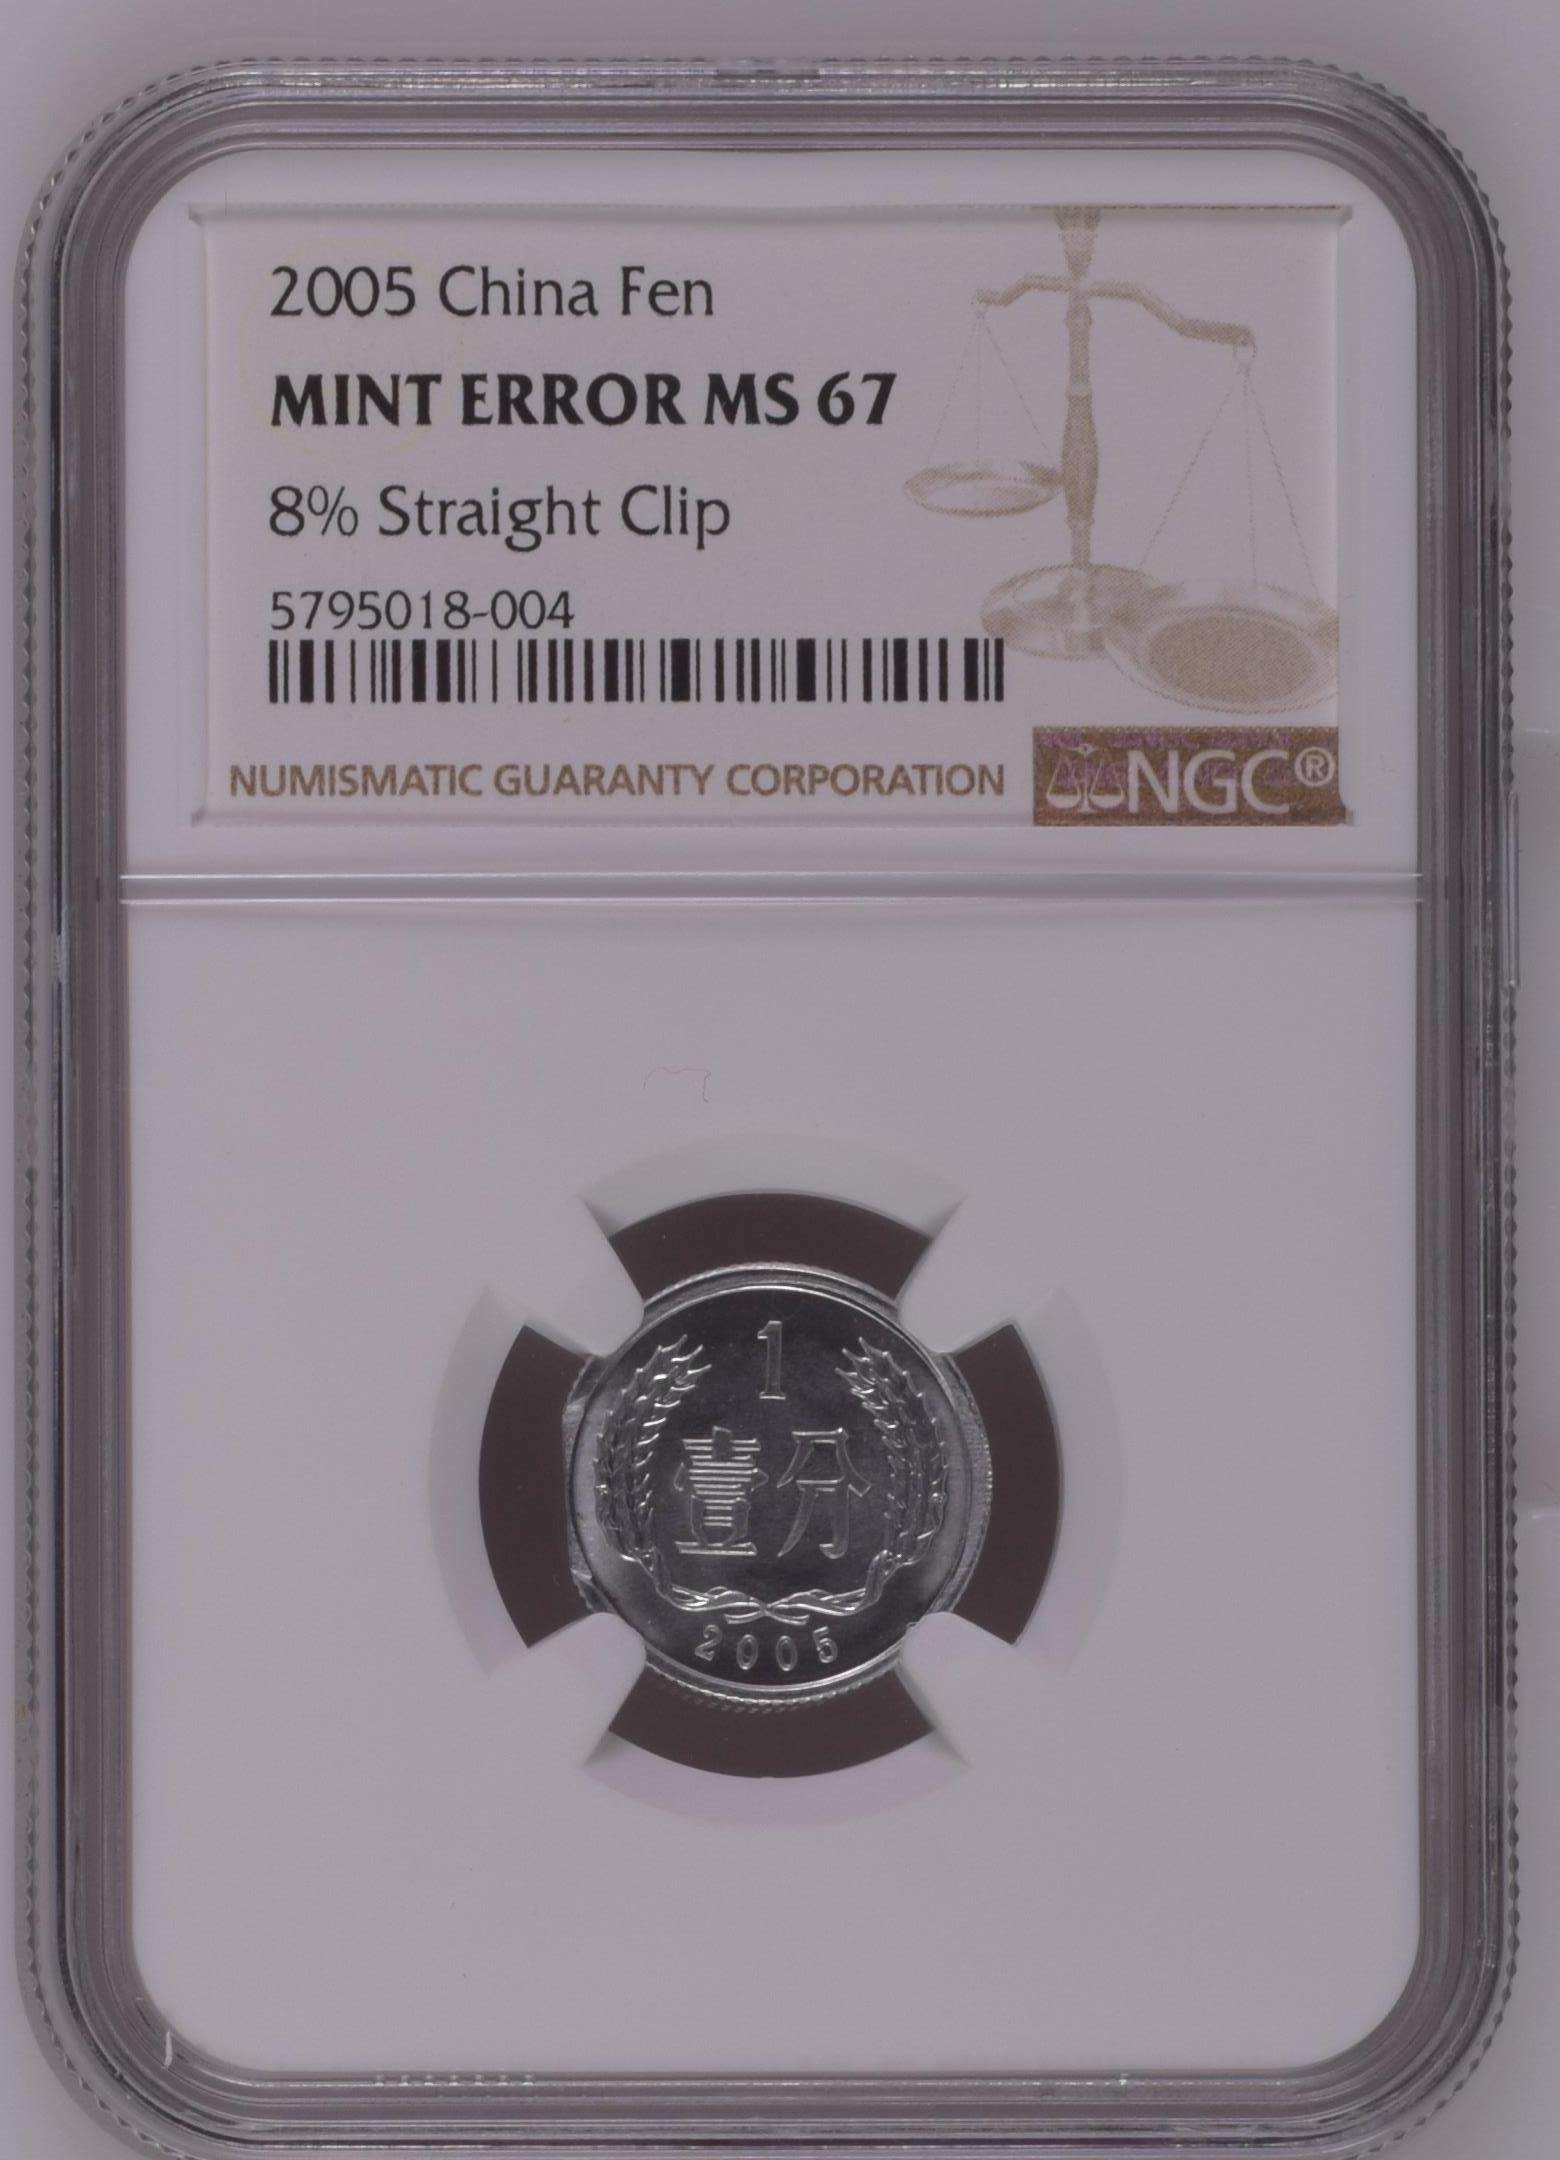 2005 China Fen
MINT ERROR MS 67
8% Straight Clip
5795018-004
NUMISMATIC GUARANTY CORPORATION
NGC®
1
壹分
2005